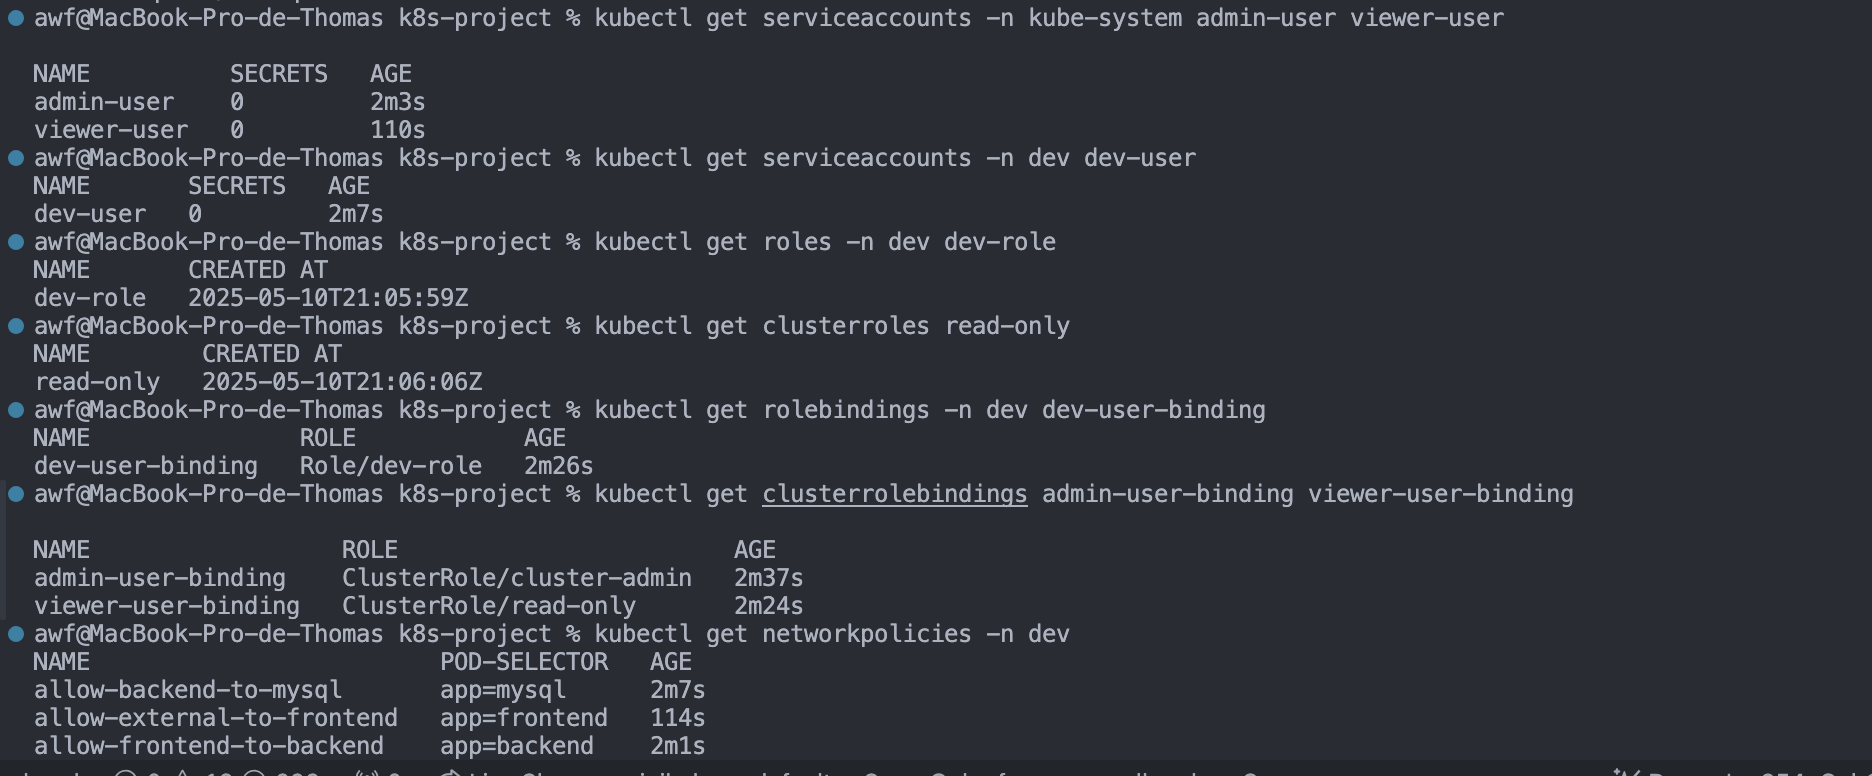 awf@MacBook-Pro-de-Thomas k8s-project % kubectl get serviceaccounts -n kube-system admin-user viewer-user
NAME          SECRETS   AGE
admin-user    0         2m3s
viewer-user   0         110s
awf@MacBook-Pro-de-Thomas k8s-project % kubectl get serviceaccounts -n dev dev-user
NAME       SECRETS   AGE
dev-user   0         2m7s
awf@MacBook-Pro-de-Thomas k8s-project % kubectl get roles -n dev dev-role
NAME       CREATED AT
dev-role   2025-05-10T21:05:59Z
awf@MacBook-Pro-de-Thomas k8s-project % kubectl get clusterroles read-only
NAME        CREATED AT
read-only   2025-05-10T21:06:06Z
awf@MacBook-Pro-de-Thomas k8s-project % kubectl get rolebindings -n dev dev-user-binding
NAME               ROLE            AGE
dev-user-binding   Role/dev-role   2m26s
awf@MacBook-Pro-de-Thomas k8s-project % kubectl get clusterrolebindings admin-user-binding viewer-user-binding
NAME                  ROLE                        AGE
admin-user-binding    ClusterRole/cluster-admin   2m37s
viewer-user-binding   ClusterRole/read-only       2m24s
awf@MacBook-Pro-de-Thomas k8s-project % kubectl get networkpolicies -n dev
NAME                         POD-SELECTOR   AGE
allow-backend-to-mysql       app=mysql      2m7s
allow-external-to-frontend   app=frontend   114s
allow-frontend-to-backend    app=backend    2m1s